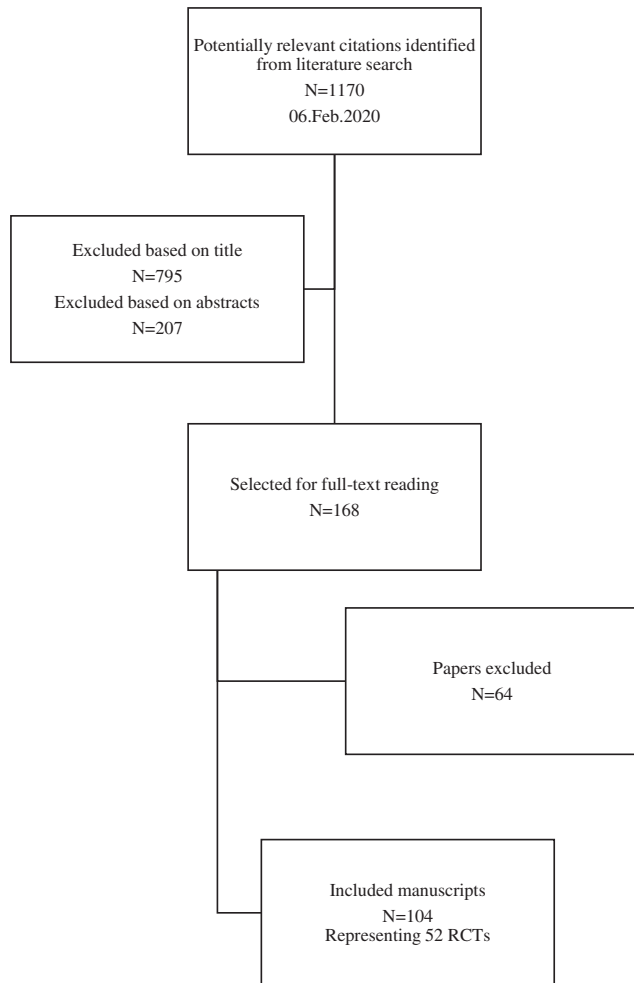 Potentially relevant citations identified
from literature search
N=1170
06.Feb.2020
Excluded based on title
N=795
Excluded based on abstracts
N=207
Selected for full-text reading
N=168
Papers excluded
N=64
Included manuscripts
N=104
Representing 52 RCTs